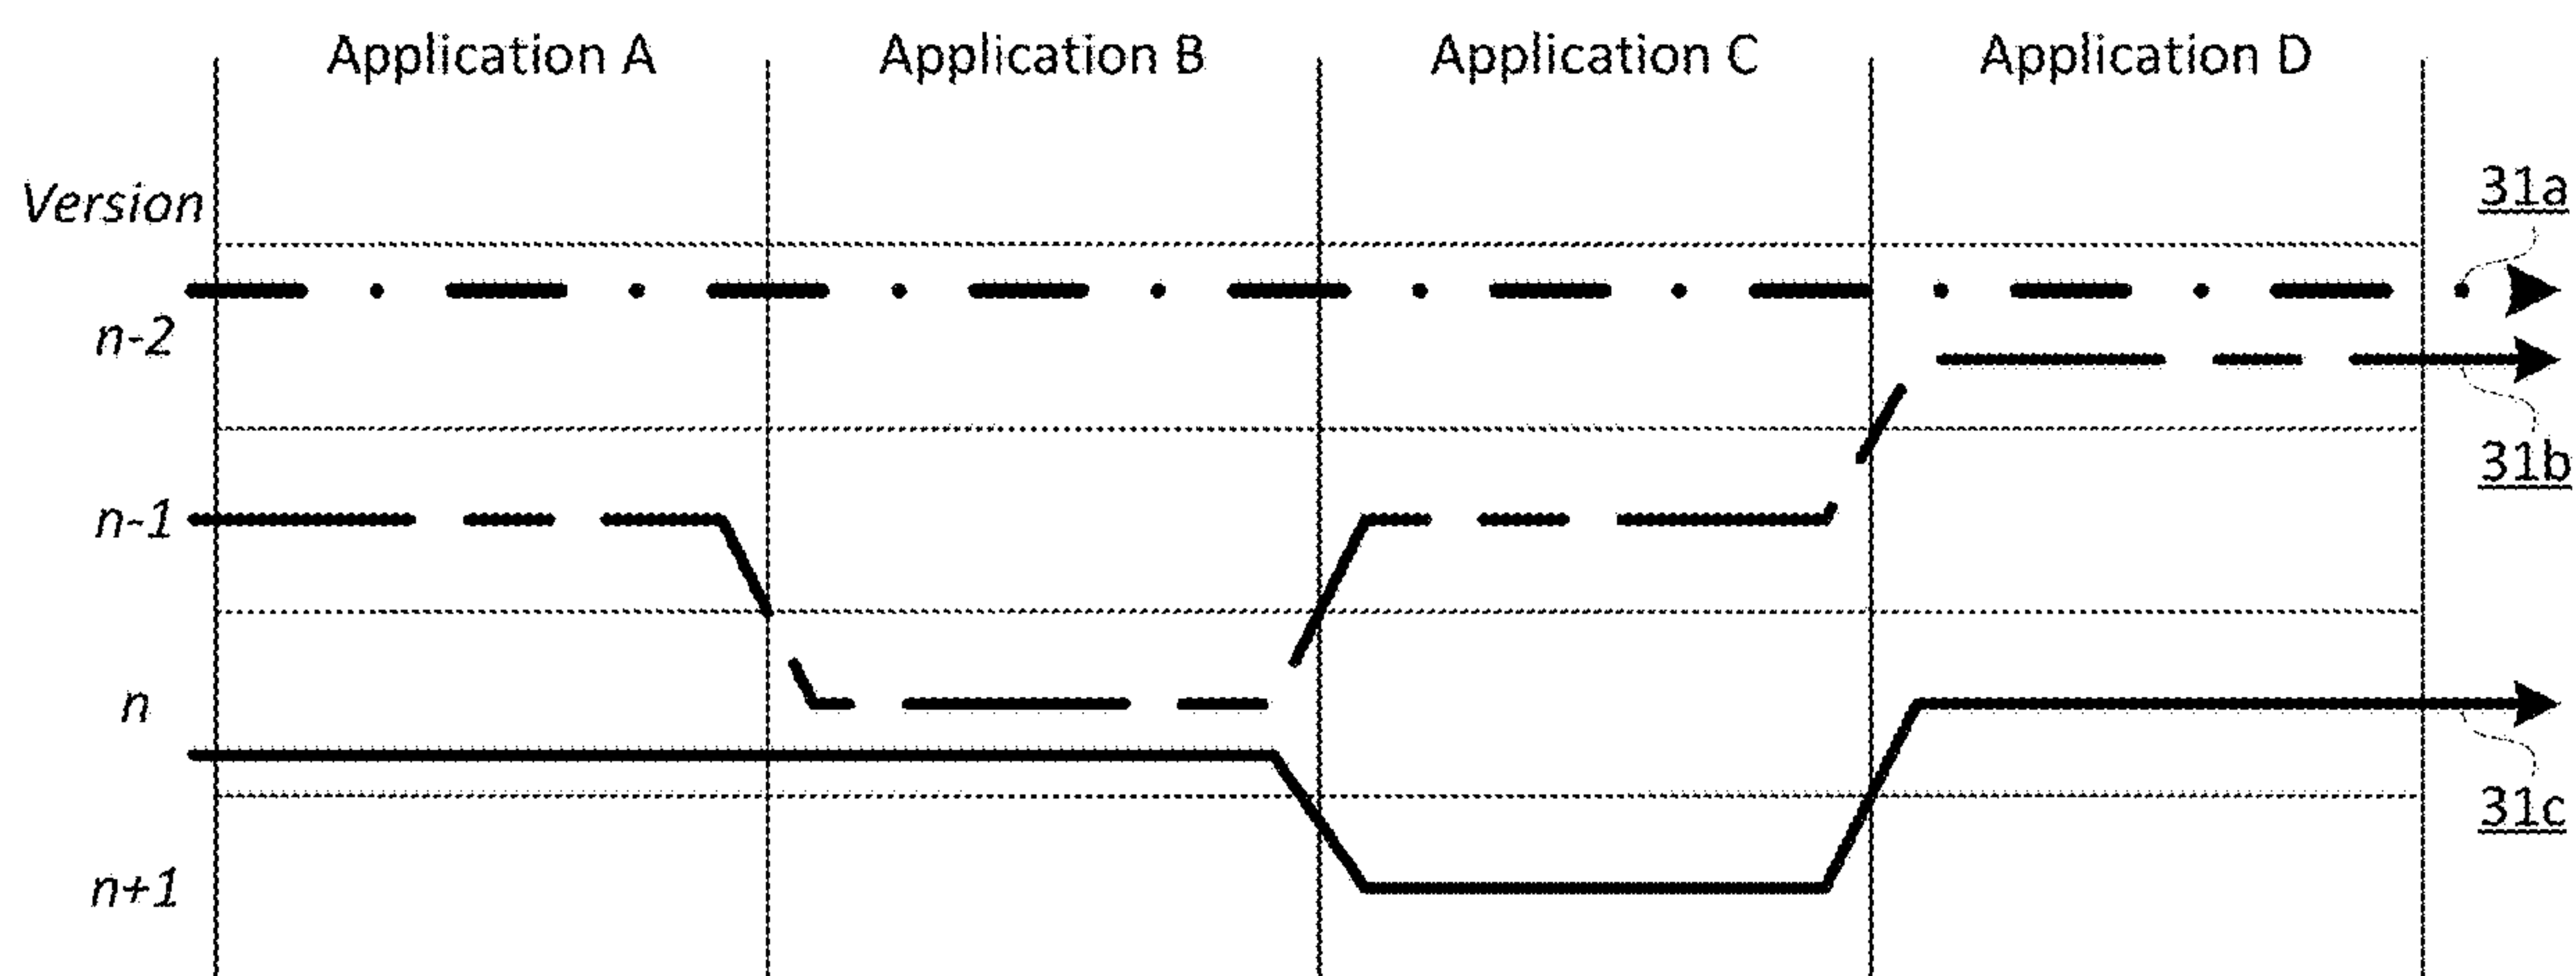 Application A Application B Application C Application D
Version
31a
n-2
31b
n-1
n
31c
n+1